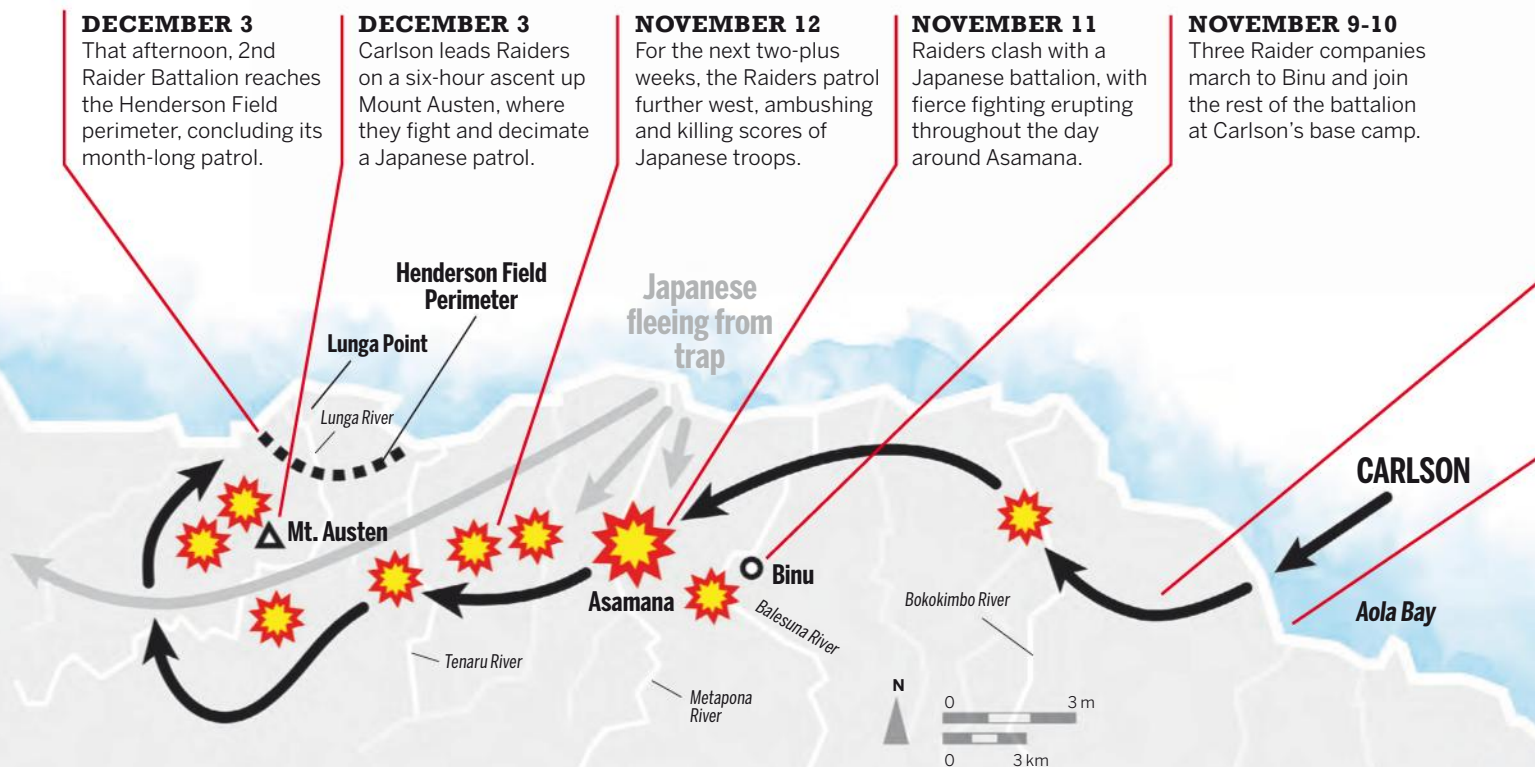 DECEMBER 3
That afternoon, 2nd
Raider Battalion reaches
the Henderson Field
perimeter, concluding its
month-long patrol.
DECEMBER 3
Carlson leads Raiders
on a six-hour ascent up
Mount Austen, where
they fight and decimate
a Japanese patrol.
NOVEMBER 12
For the next two-plus
weeks, the Raiders patrol
further west, ambushing
and killing scores of
Japanese troops.
NOVEMBER 11
Raiders clash with a
Japanese battalion, with
fierce fighting erupting
throughout the day
around Asamana.
NOVEMBER 9-10
Three Raider companies
march to Binu and join
the rest of the battalion
at Carlson’s base camp.
Henderson Field
Perimeter
Japanese
fleeing from
trap
Lunga Point
Lunga River
CARLSON
Mt. Austen
Binu
Asamana
Balesuna River
Bokokimbo River
Aola Bay
Tenaru River
Metapona
River
N
0 3 m
0 3 km